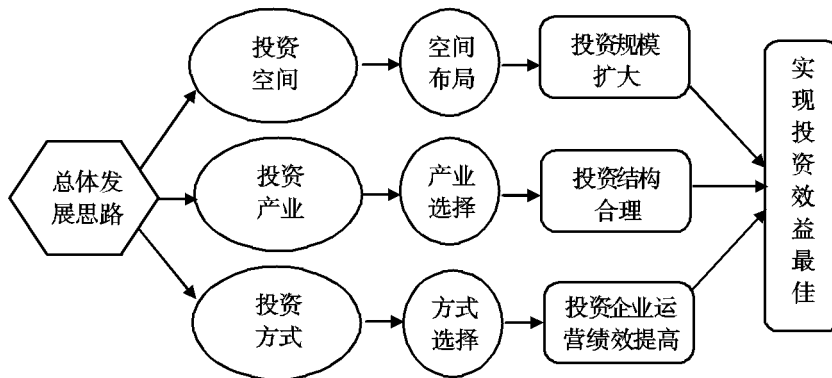 总体发
展思路
投资
空间
空间
布局
投资规模
扩大
投资
产业
产业
选择
投资结构
合理
投资
方式
方式
选择
投资企业运
营绩效提高
实
现
投
资
效
益
最
佳